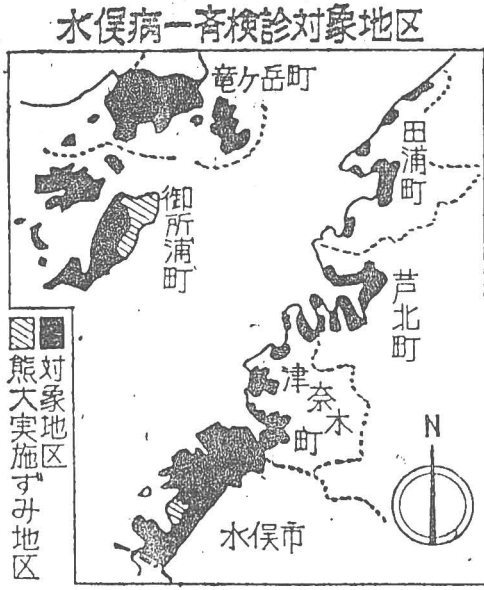 水俣病一斉検診対象地区
竜ケ岳町
田浦町
御所浦町
芦北町
津奈木町
水俣市
N
対象地区
熊大実施ずみ地区